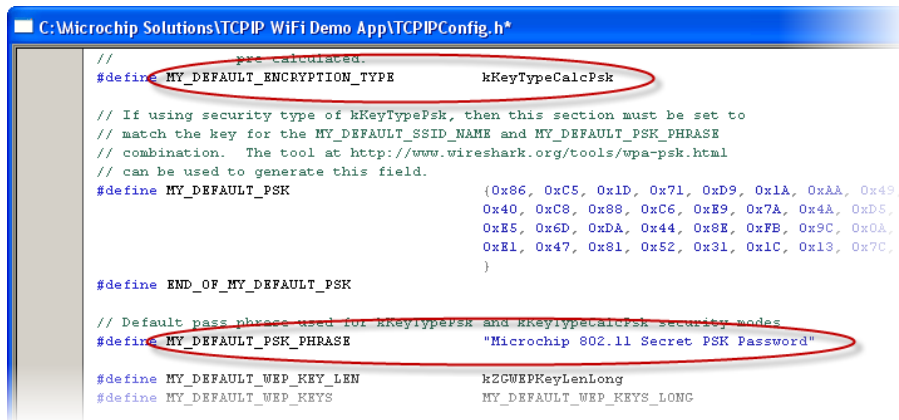 C:\Microchip Solutions\TCPIP WiFi Demo App\TCPIPConfig.h*
// pre calculated.
#define MY_DEFAULT_ENCRYPTION_TYPE kKeyTypeCalcPsk
// If using security type of kKeyTypePsk, then this section must be set to
// match the key for the MY_DEFAULT_SSID_NAME and MY_DEFAULT_PSK_PHRASE
// combination. The tool at http://www.wireshark.org/tools/wpa-psk.html
// can be used to generate this field.
#define MY_DEFAULT_PSK {0x86, 0xC5, 0x1D, 0x71, 0xD9, 0x1A, 0xAA, 0x49,
0x40, 0xC8, 0x88, 0xC6, 0xE9, 0x7A, 0x4A, 0xD5,
0xE5, 0x6D, 0xDA, 0x44, 0x8E, 0xFB, 0x9C, 0x0A,
0xE1, 0x47, 0x81, 0x52, 0x31, 0x1C, 0x13, 0x7C,
}
#define END_OF_MY_DEFAULT_PSK
// Default pass phrase used for kKeyTypePsk and kKeyTypeCalcPsk security modes
#define MY_DEFAULT_PSK_PHRASE "Microchip 802.11 Secret PSK Password"
#define MY_DEFAULT_WEP_KEY_LEN kZGWEPKeyLenLong
#define MY_DEFAULT_WEP_KEYS MY_DEFAULT_WEP_KEYS_LONG